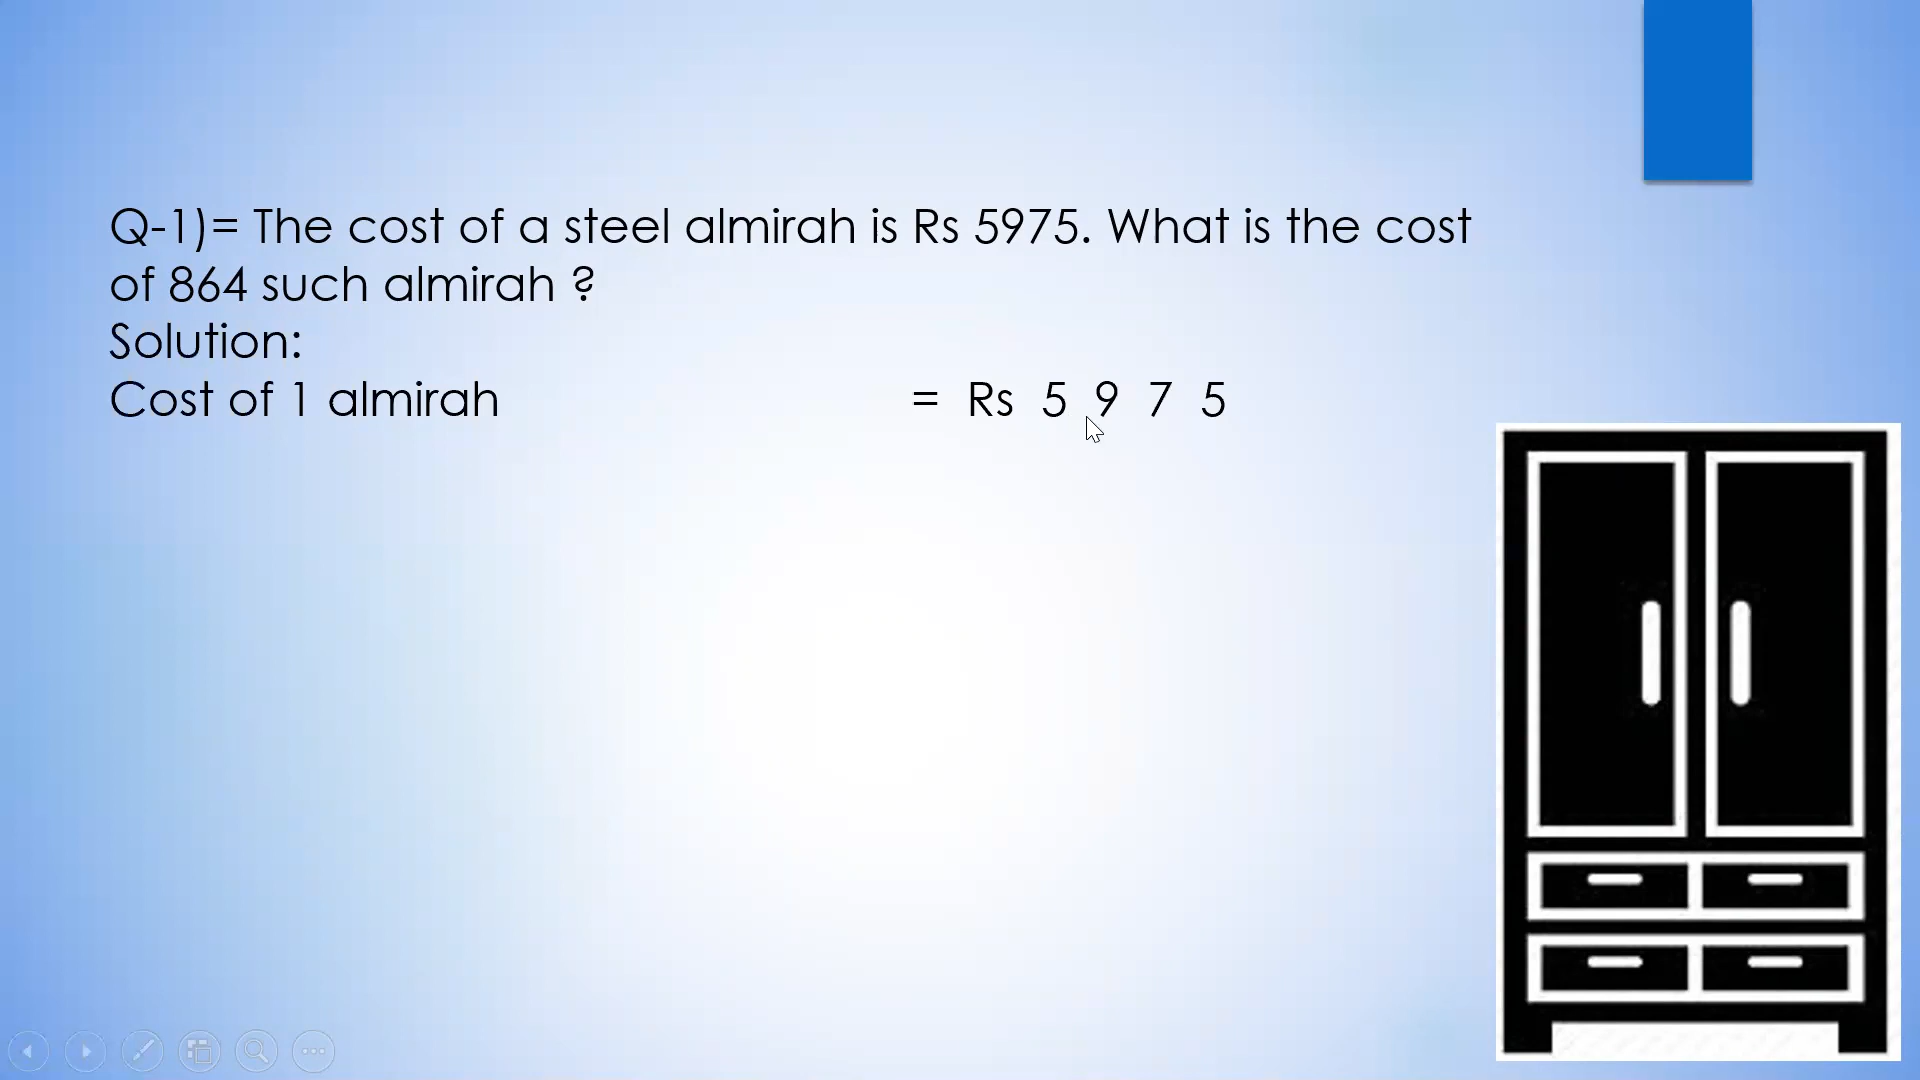 Q-1)= The cost of a steel almirah is Rs 5975. What is the cost
of 864 such almirah ?
Solution:
Cost of 1 almirah = Rs 5 9 7 5